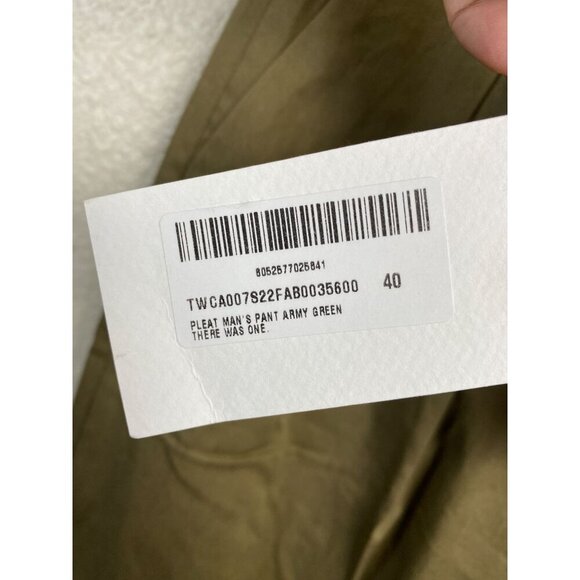 8052577025841
TWCA007S22FAB0035600 40
PLEAT MAN'S PANT ARMY GREEN
THERE WAS ONE.